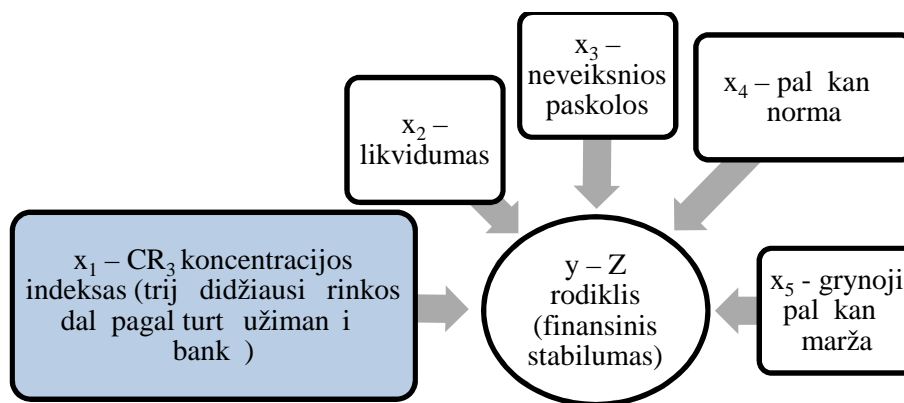 x₃ –
neveiksnios
paskolos
x₄ – pal kan
norma
x₂ –
likvidumas
x₁ – CR₃ koncentracijos
indeksas (trij didžiausi rinkos
dal pagal turt užiman i
bank )
y – Z
rodiklis
(finansinis
stabilumas)
x₅ - grynoji
pal kan
marža